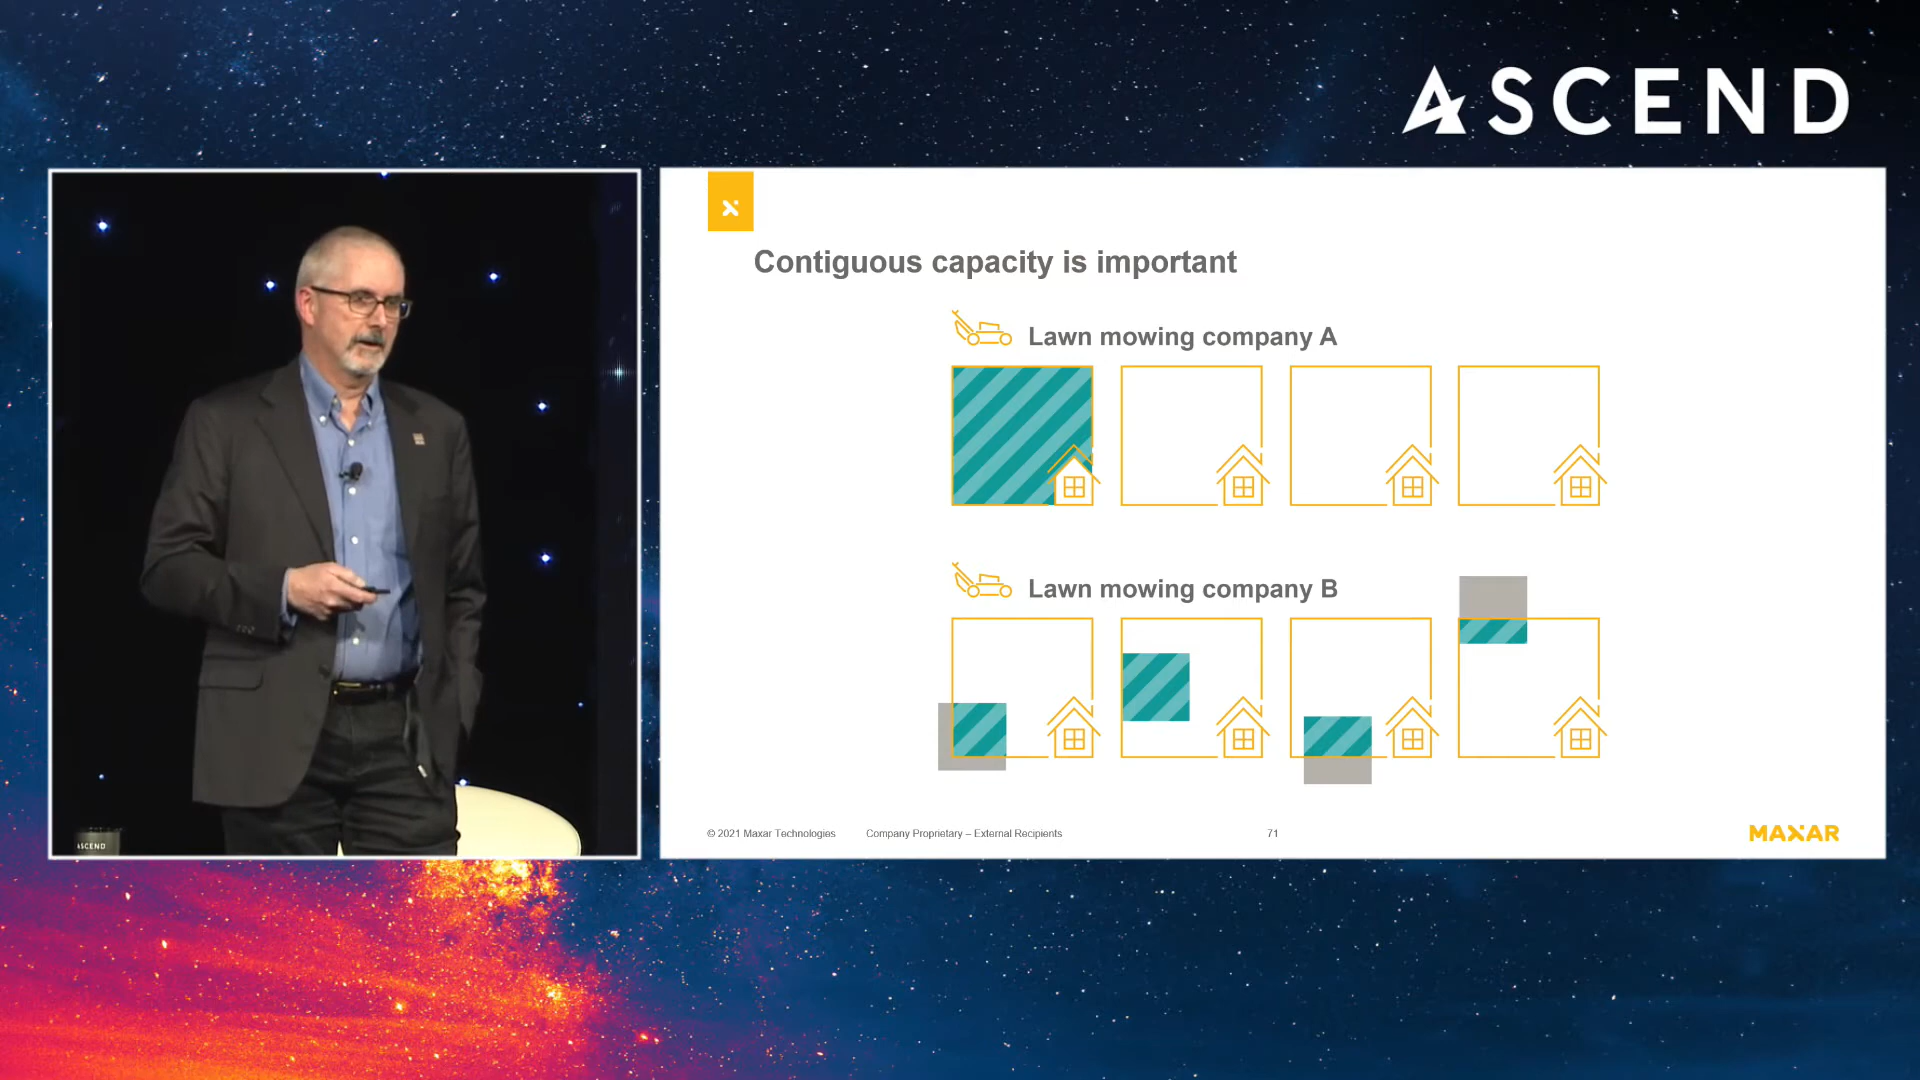 ASCEND
Contiguous capacity is important
Lawn mowing company A
Lawn mowing company B
© 2021 Maxar Technologies
Company Proprietary – External Recipients
71
MAXAR
ASCEND